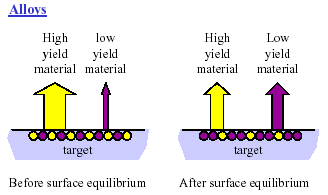 Alloys
High
yield
material
low
yield
material
High
yield
material
Low
yield
material
target
target
Before surface equilibrium
After surface equilibrium